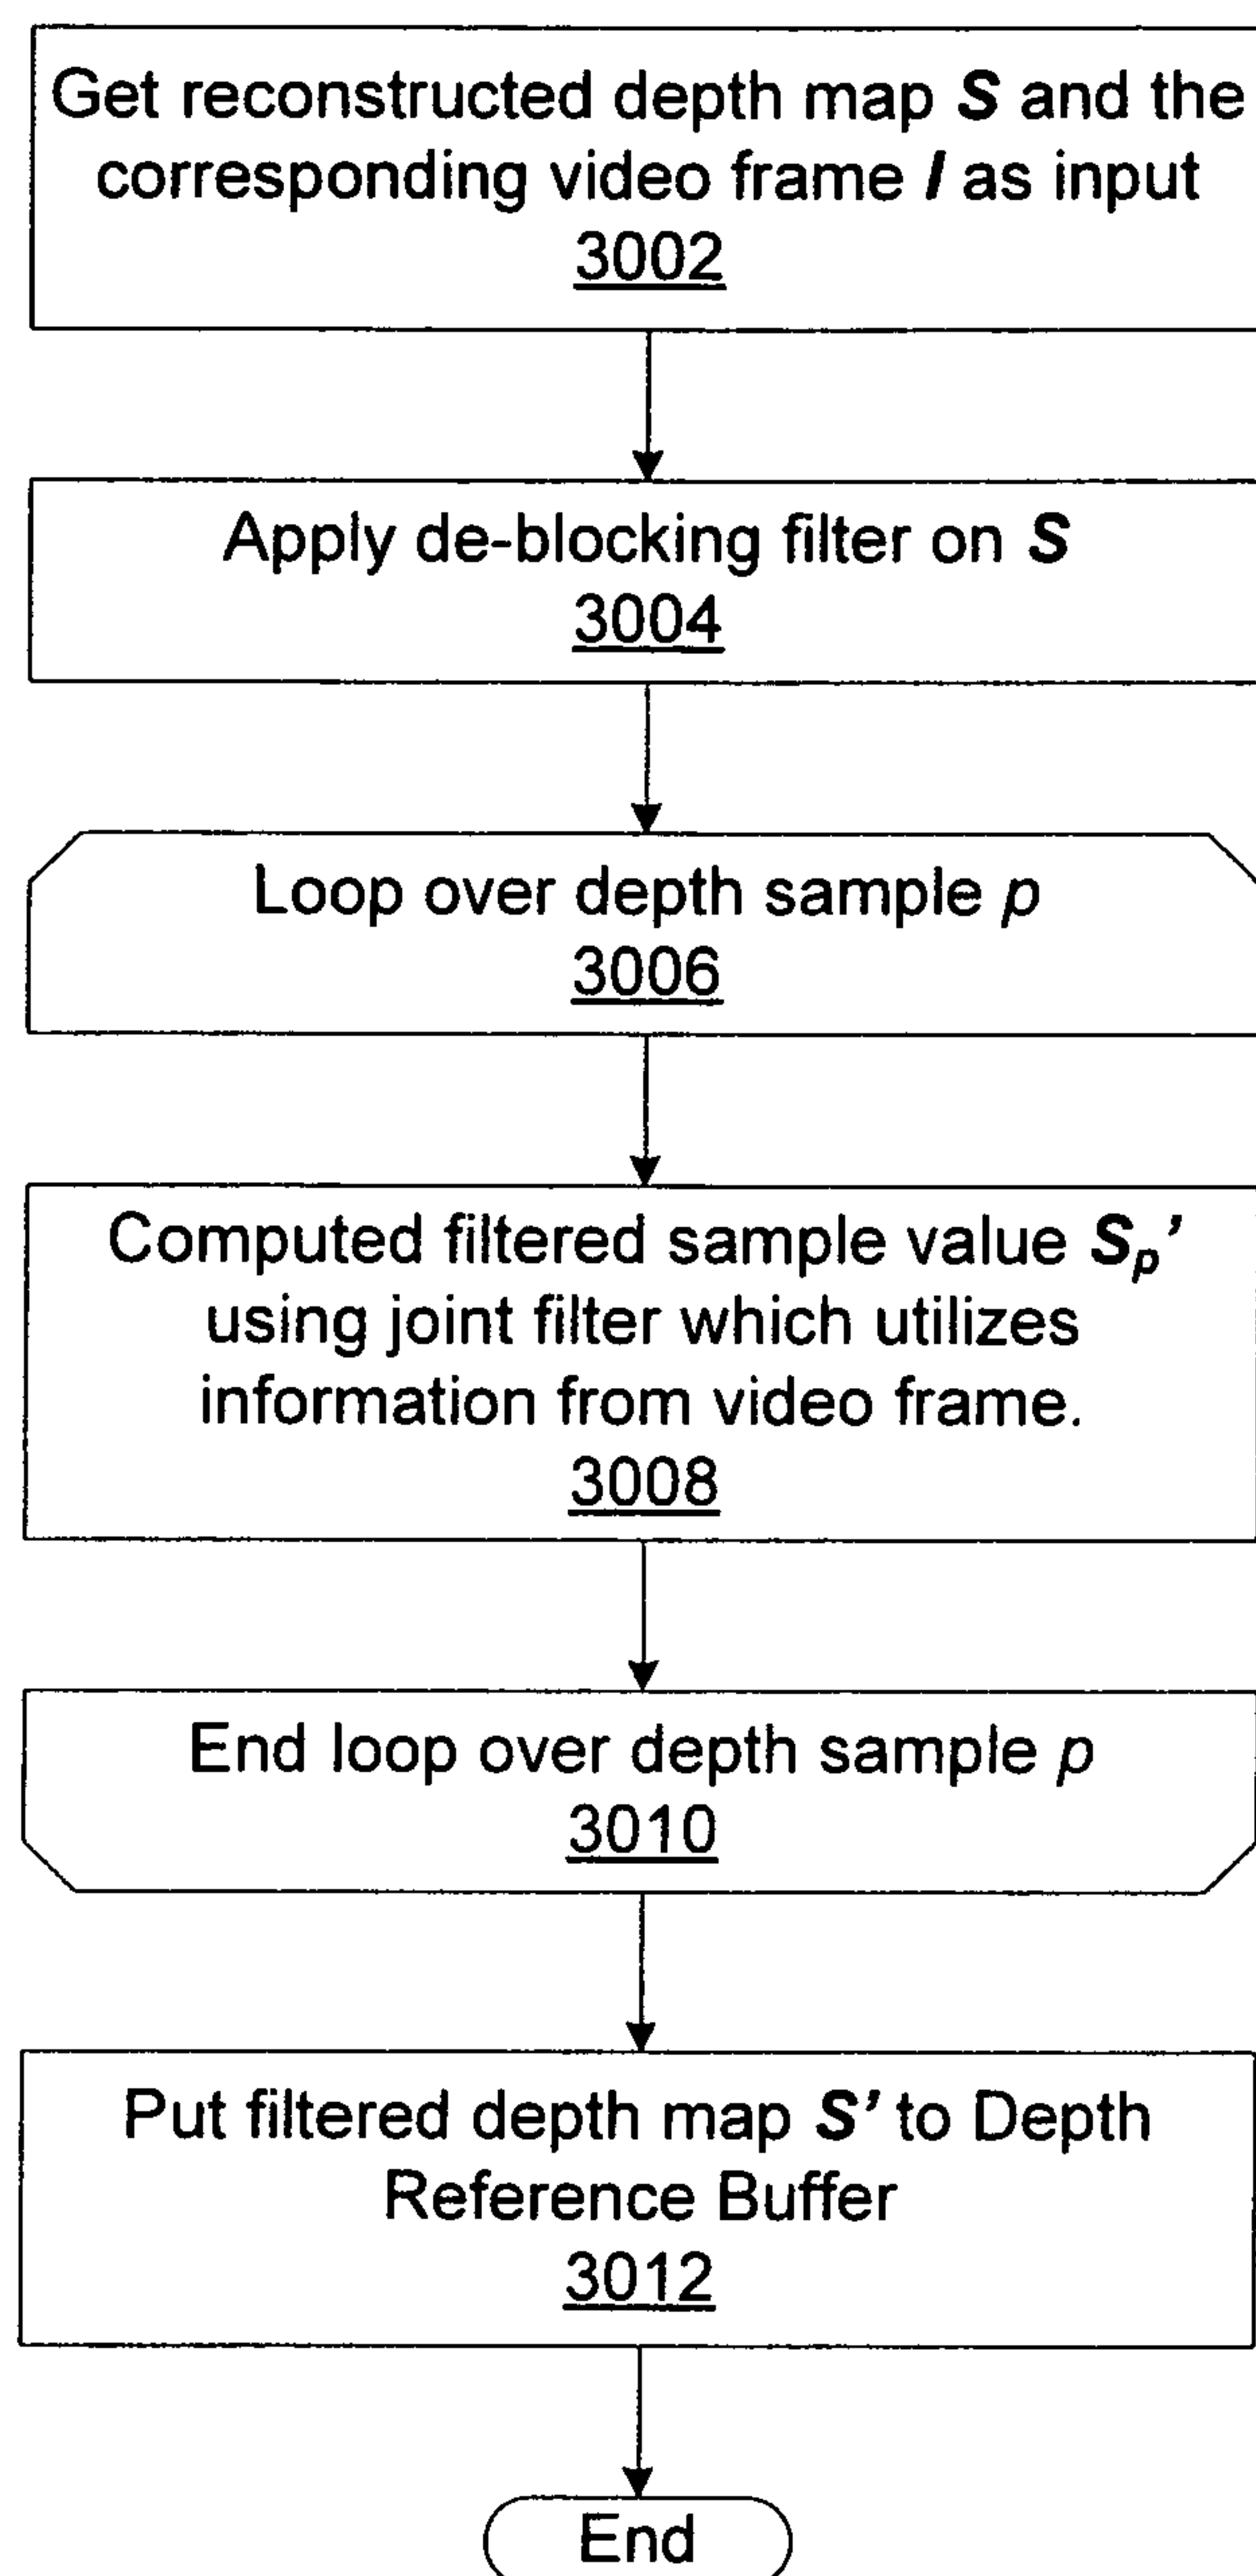 Get reconstructed depth map S and the
corresponding video frame I as input
3002
Apply de-blocking filter on S
3004
Loop over depth sample p
3006
Computed filtered sample value Sp'
using joint filter which utilizes
information from video frame.
3008
End loop over depth sample p
3010
Put filtered depth map S' to Depth
Reference Buffer
3012
End